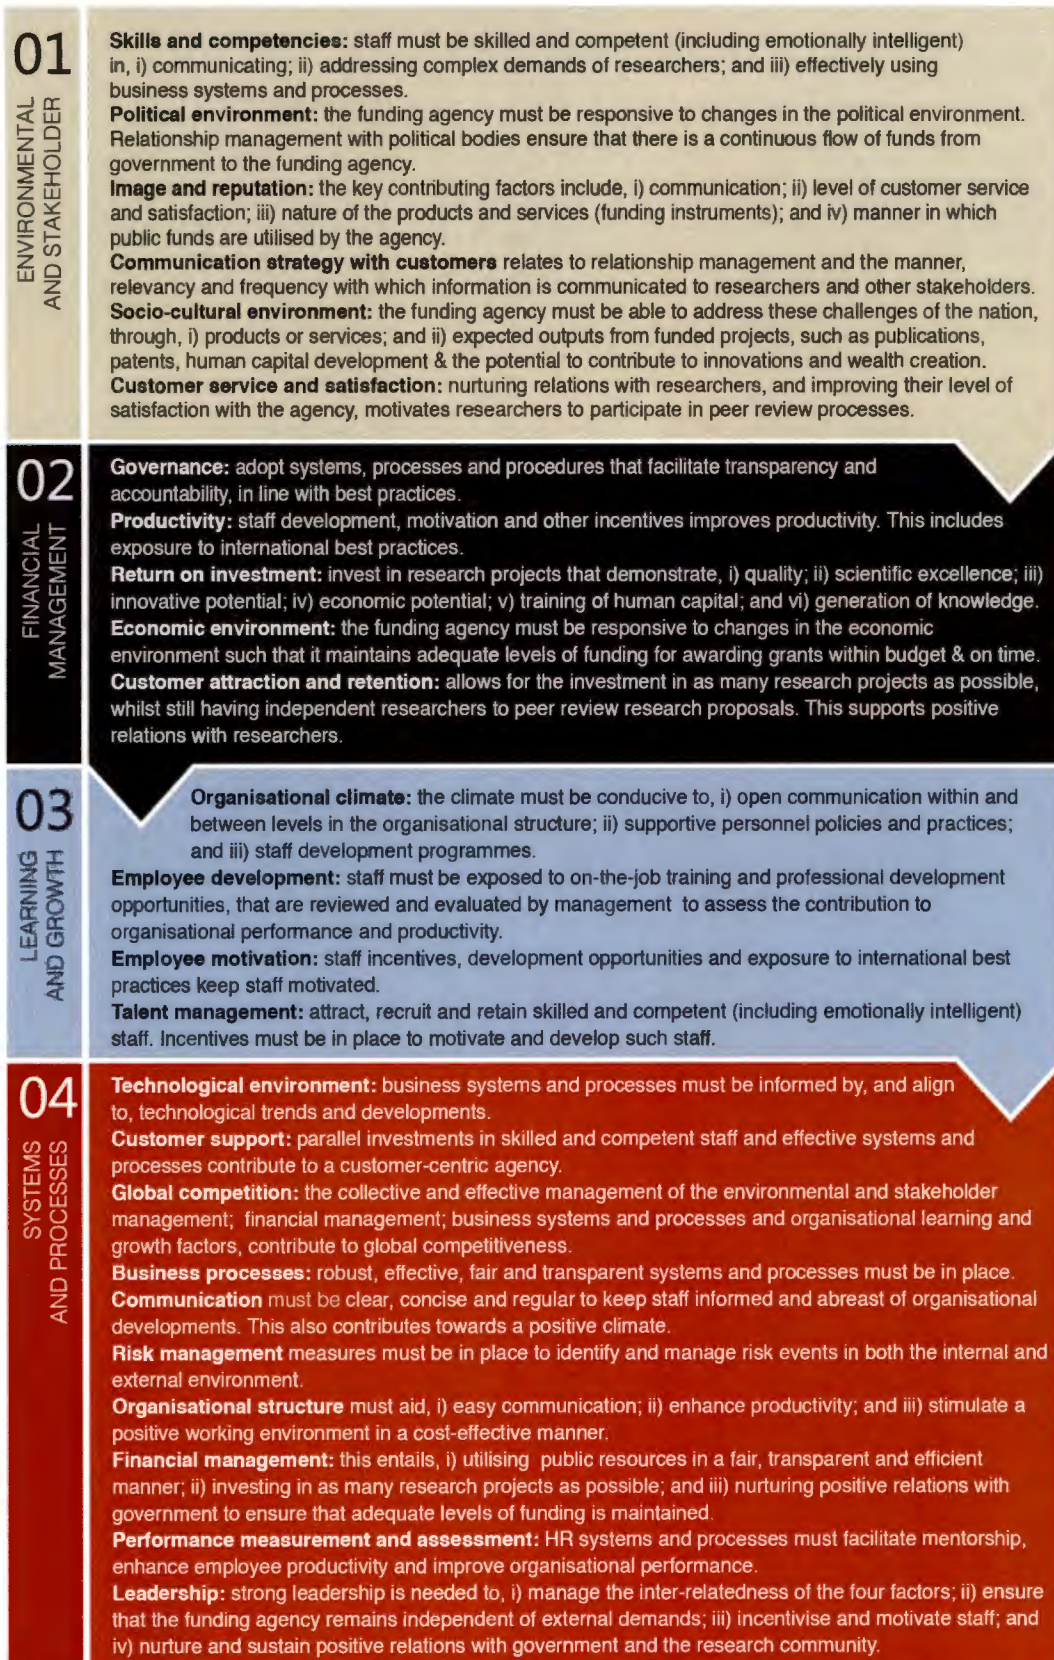 01
ENVIRONMENTAL
AND STAKEHOLDER
Skills and competencies: staff must be skilled and competent (including emotionally intelligent)
in, i) communicating; ii) addressing complex demands of researchers; and iii) effectively using
business systems and processes.
Political environment: the funding agency must be responsive to changes in the political environment.
Relationship management with political bodies ensure that there is a continuous flow of funds from
government to the funding agency.
Image and reputation: the key contributing factors include, i) communication; ii) level of customer service
and satisfaction; iii) nature of the products and services (funding instruments); and iv) manner in which
public funds are utilised by the agency.
Communication strategy with customers relates to relationship management and the manner,
relevancy and frequency with which information is communicated to researchers and other stakeholders.
Socio-cultural environment: the funding agency must be able to address these challenges of the nation,
through, i) products or services; and ii) expected outputs from funded projects, such as publications,
patents, human capital development & the potential to contribute to innovations and wealth creation.
Customer service and satisfaction: nurturing relations with researchers, and improving their level of
satisfaction with the agency, motivates researchers to participate in peer review processes.
02
FINANCIAL
MANAGEMENT
Governance: adopt systems, processes and procedures that facilitate transparency and
accountability, in line with best practices.
Productivity: staff development, motivation and other incentives improves productivity. This includes
exposure to international best practices.
Return on investment: invest in research projects that demonstrate, i) quality; ii) scientific excellence; iii)
innovative potential; iv) economic potential; v) training of human capital; and vi) generation of knowledge.
Economic environment: the funding agency must be responsive to changes in the economic
environment such that it maintains adequate levels of funding for awarding grants within budget & on time.
Customer attraction and retention: allows for the investment in as many research projects as possible,
whilst still having independent researchers to peer review research proposals. This supports positive
relations with researchers.
03
LEARNING
AND GROWTH
Organisational climate: the climate must be conducive to, i) open communication within and
between levels in the organisational structure; ii) supportive personnel policies and practices;
and iii) staff development programmes.
Employee development: staff must be exposed to on-the-job training and professional development
opportunities, that are reviewed and evaluated by management to assess the contribution to
organisational performance and productivity.
Employee motivation: staff incentives, development opportunities and exposure to international best
practices keep staff motivated.
Talent management: attract, recruit and retain skilled and competent (including emotionally intelligent)
staff. Incentives must be in place to motivate and develop such staff.
04
SYSTEMS
AND PROCESSES
Technological environment: business systems and processes must be informed by, and align
to, technological trends and developments.
Customer support: parallel investments in skilled and competent staff and effective systems and
processes contribute to a customer-centric agency.
Global competition: the collective and effective management of the environmental and stakeholder
management; financial management; business systems and processes and organisational learning and
growth factors, contribute to global competitiveness.
Business processes: robust, effective, fair and transparent systems and processes must be in place.
Communication must be clear, concise and regular to keep staff informed and abreast of organisational
developments. This also contributes towards a positive climate.
Risk management measures must be in place to identify and manage risk events in both the internal and
external environment.
Organisational structure must aid, i) easy communication; ii) enhance productivity; and iii) stimulate a
positive working environment in a cost-effective manner.
Financial management: this entails, i) utilising public resources in a fair, transparent and efficient
manner; ii) investing in as many research projects as possible; and iii) nurturing positive relations with
government to ensure that adequate levels of funding is maintained.
Performance measurement and assessment: HR systems and processes must facilitate mentorship,
enhance employee productivity and improve organisational performance.
Leadership: strong leadership is needed to, i) manage the inter-relatedness of the four factors; ii) ensure
that the funding agency remains independent of external demands; iii) incentivise and motivate staff; and
iv) nurture and sustain positive relations with government and the research community.